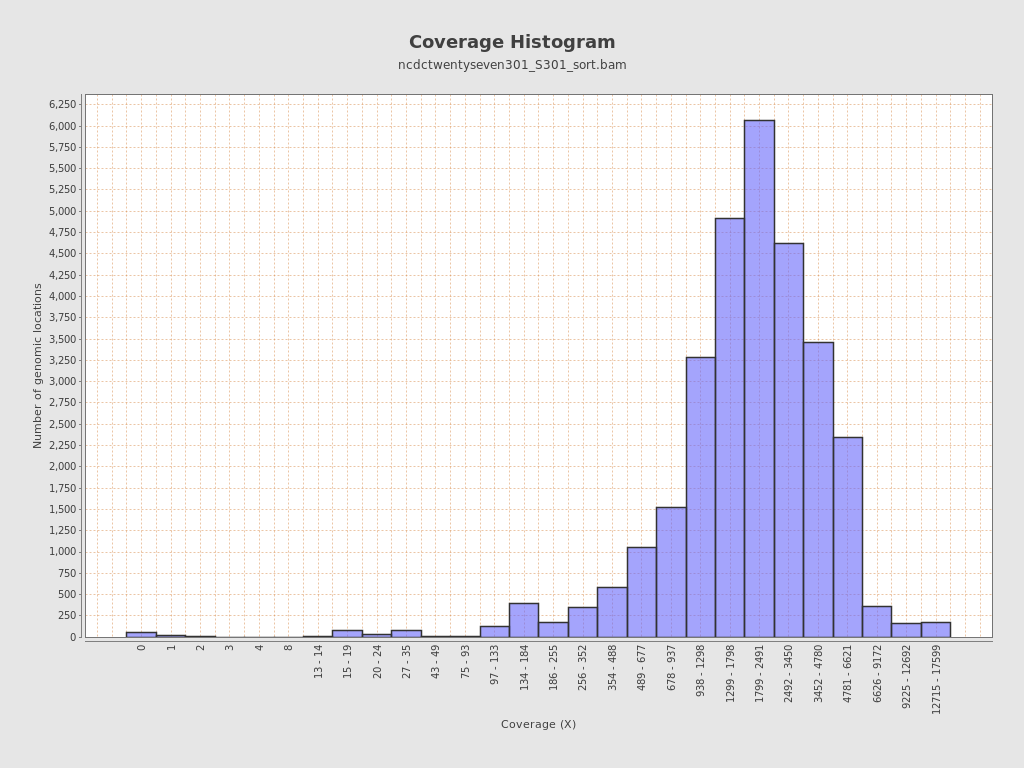 Coverage Histogram
ncdctwentyseven301_S301_sort.bam
Number of genomic locations
6,250
6,000
5,750
5,500
5,250
5,000
4,750
4,500
4,250
4,000
3,750
3,500
3,250
3,000
2,750
2,500
2,250
2,000
1,750
1,500
1,250
1,000
750
500
250
0
0
1
2
3
4
8
13 - 14
15 - 19
20 - 24
27 - 35
43 - 49
75 - 93
97 - 133
134 - 184
186 - 255
256 - 352
354 - 488
489 - 677
678 - 937
938 - 1298
1299 - 1798
1799 - 2491
2492 - 3450
3452 - 4780
4781 - 6621
6626 - 9172
9225 - 12692
12715 - 17599
Coverage (X)